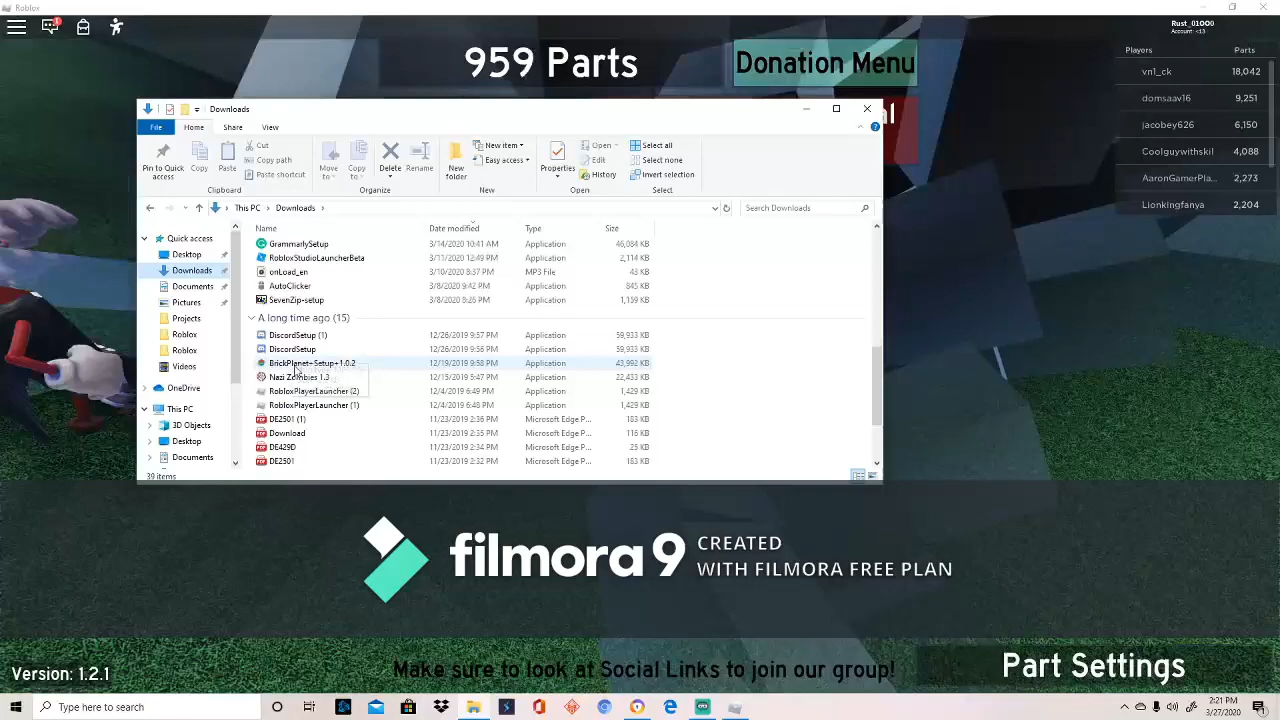 Roblox
Rust_01000
Account: <13
959 Parts
Donation Menu
Players Parts
vn1_ck 18,042
domsaav16 9,251
jacobey626 6,150
Coolguywithskil 4,088
AaronGamerPla... 2,273
Lionkingfanya 2,204
Downloads
File Home Share View
Pin to Quick access
Copy
Paste
Cut
Copy path
Paste shortcut
Move to
Copy to
Delete
Rename
New folder
New item
Easy access
Properties
Open
Edit
History
Select all
Select none
Invert selection
Clipboard Organize New Open Select
This PC > Downloads >
Search Downloads
Name Date modified Type Size
Quick access
Desktop
Downloads
Documents
Pictures
Projects
Roblox
Roblox
Videos
OneDrive
This PC
3D Objects
Desktop
Documents
GrammarlySetup 3/14/2020 10:41 AM Application 46,084 KB
RobloxStudioLauncherBeta 3/11/2020 12:49 PM Application 2,114 KB
onLoad_en 3/10/2020 8:37 PM MP3 File 43 KB
AutoClicker 3/8/2020 9:42 PM Application 845 KB
SevenZip-setup 3/8/2020 8:26 PM Application 1,159 KB
A long time ago (15)
DiscordSetup (1) 12/26/2019 9:57 PM Application 59,933 KB
DiscordSetup 12/26/2019 9:56 PM Application 59,933 KB
BrickPlanet+Setup+1.0.2 12/19/2019 9:58 PM Application 43,992 KB
Nazi Zombies 1.3 12/15/2019 5:47 PM Application 22,433 KB
RobloxPlayerLauncher (2) 12/4/2019 6:49 PM Application 1,429 KB
RobloxPlayerLauncher (1) 12/4/2019 6:48 PM Application 1,429 KB
DE2501 (1) 11/23/2019 2:36 PM Microsoft Edge P... 183 KB
Download 11/23/2019 2:35 PM Microsoft Edge P... 116 KB
DE429D 11/23/2019 2:34 PM Microsoft Edge P... 25 KB
DE2501 11/23/2019 2:32 PM Microsoft Edge P... 183 KB
39 items
filmora9
CREATED
WITH FILMORA FREE PLAN
Version: 1.2.1
Make sure to look at Social Links to join our group!
Part Settings
Type here to search
2:21 PM
3/27/2020